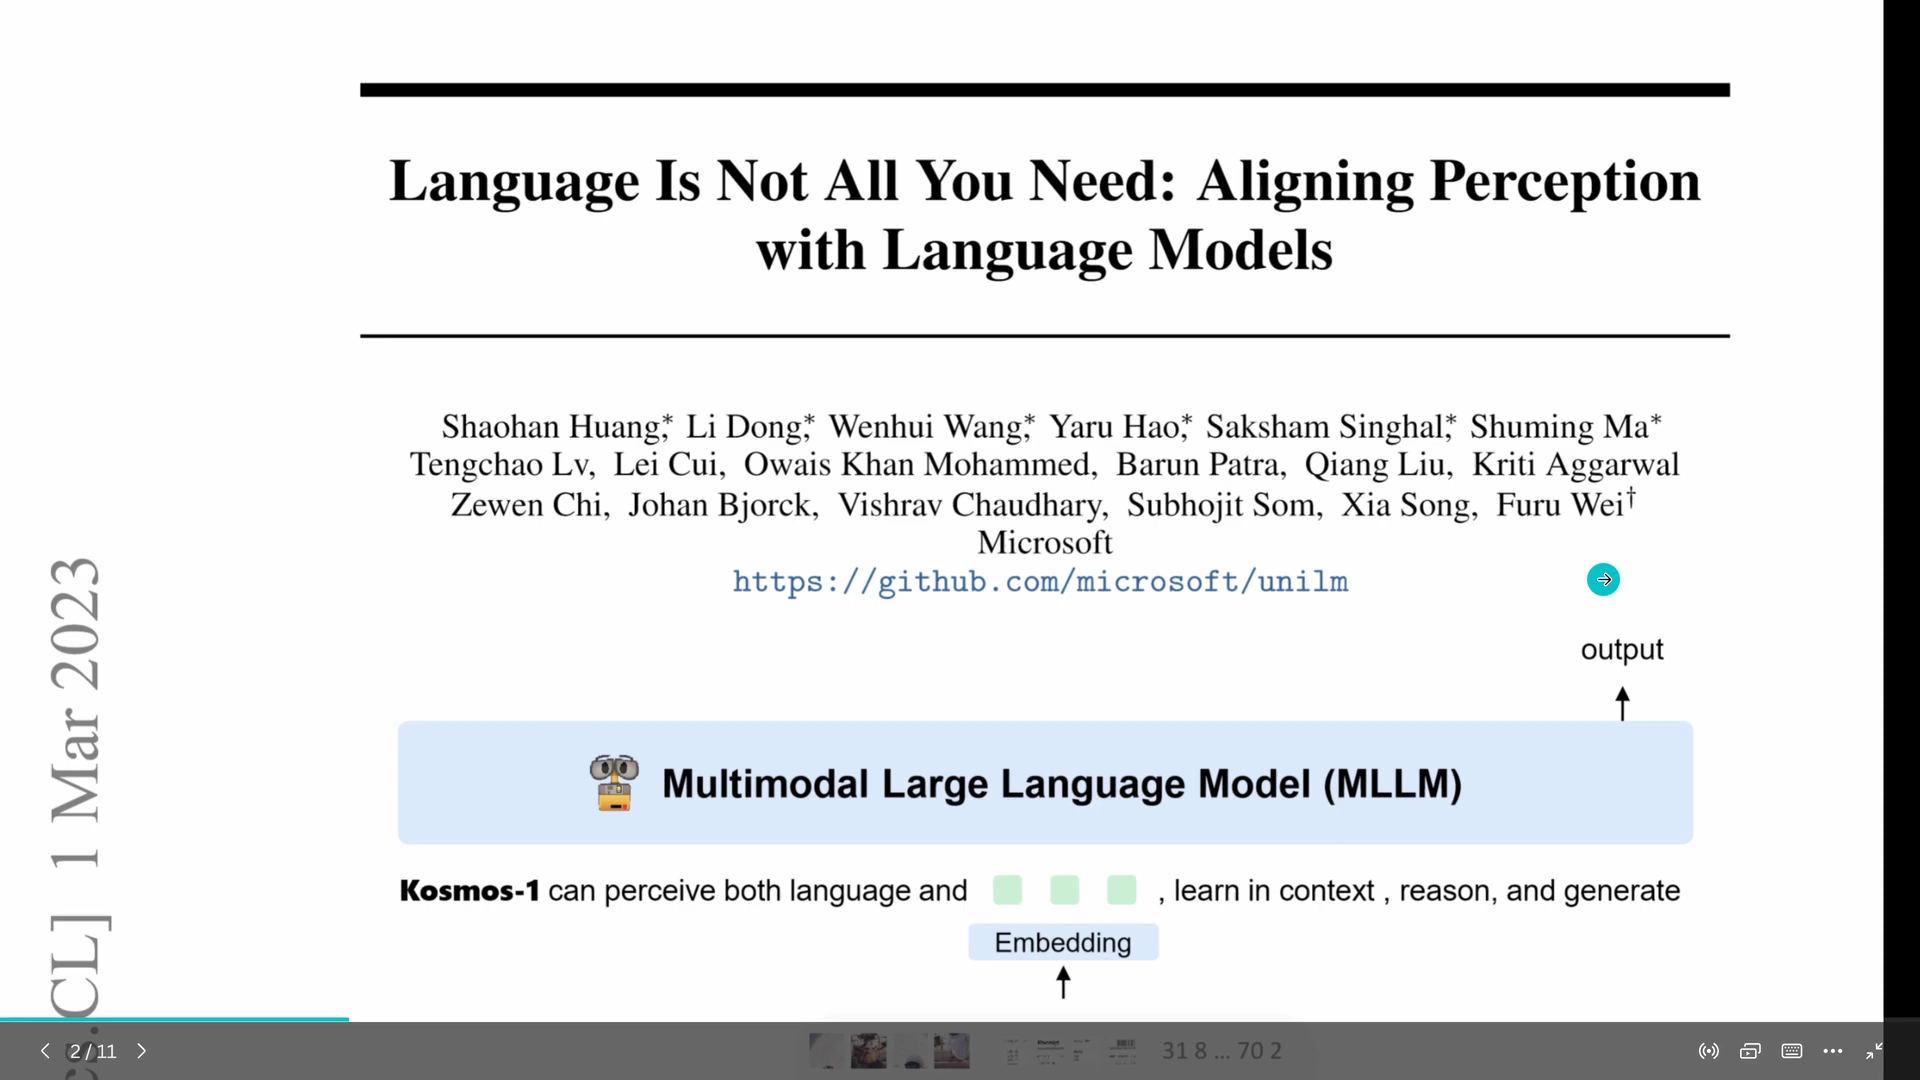 Language Is Not All You Need: Aligning Perception
with Language Models
Shaohan Huang,* Li Dong,* Wenhui Wang,* Yaru Hao,* Saksham Singhal,* Shuming Ma*
Tengchao Lv, Lei Cui, Owais Khan Mohammed, Barun Patra, Qiang Liu, Kriti Aggarwal
Zewen Chi, Johan Bjorck, Vishrav Chaudhary, Subhojit Som, Xia Song, Furu Wei†
Microsoft
https://github.com/microsoft/unilm
output
Multimodal Large Language Model (MLLM)
Kosmos-1 can perceive both language and , learn in context , reason, and generate
Embedding
cs.CL] 1 Mar 2023
2 / 11
31 8 ... 70 2